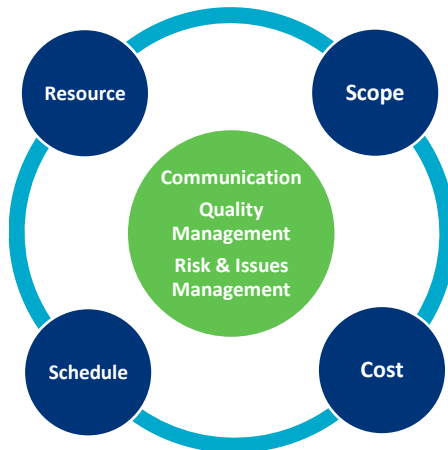 Resource
Scope
Communication
Quality
Management
Risk & Issues
Management
Schedule
Cost